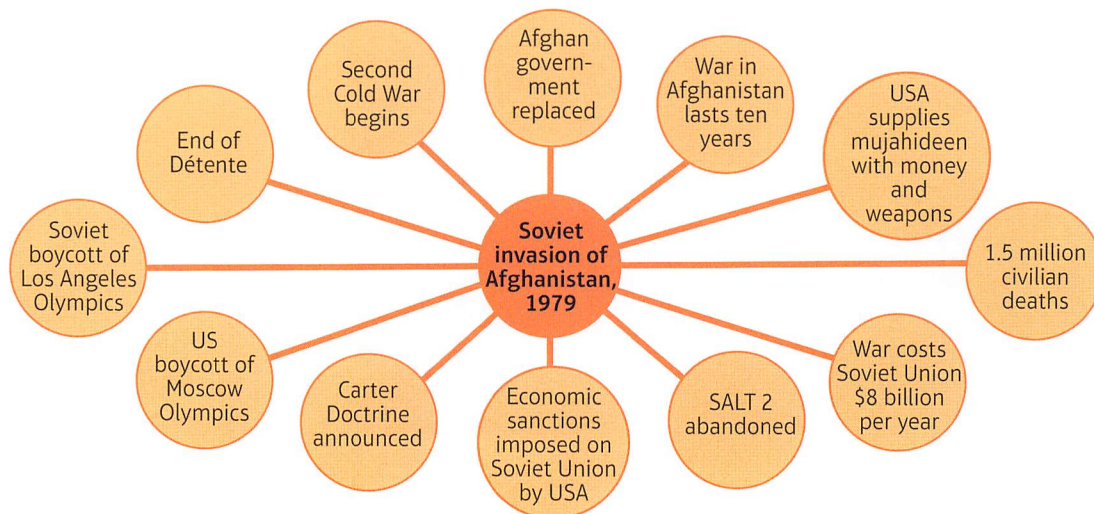 Afghan
govern-
ment
replaced
Second
Cold War
begins
War in
Afghanistan
lasts ten
years
USA
supplies
mujahideen
with money
and
weapons
End of
Détente
Soviet
boycott of
Los Angeles
Olympics
Soviet
invasion of
Afghanistan,
1979
1.5 million
civilian
deaths
US
boycott of
Moscow
Olympics
Carter
Doctrine
announced
Economic
sanctions
imposed on
Soviet Union
by USA
SALT 2
abandoned
War costs
Soviet Union
$8 billion
per year